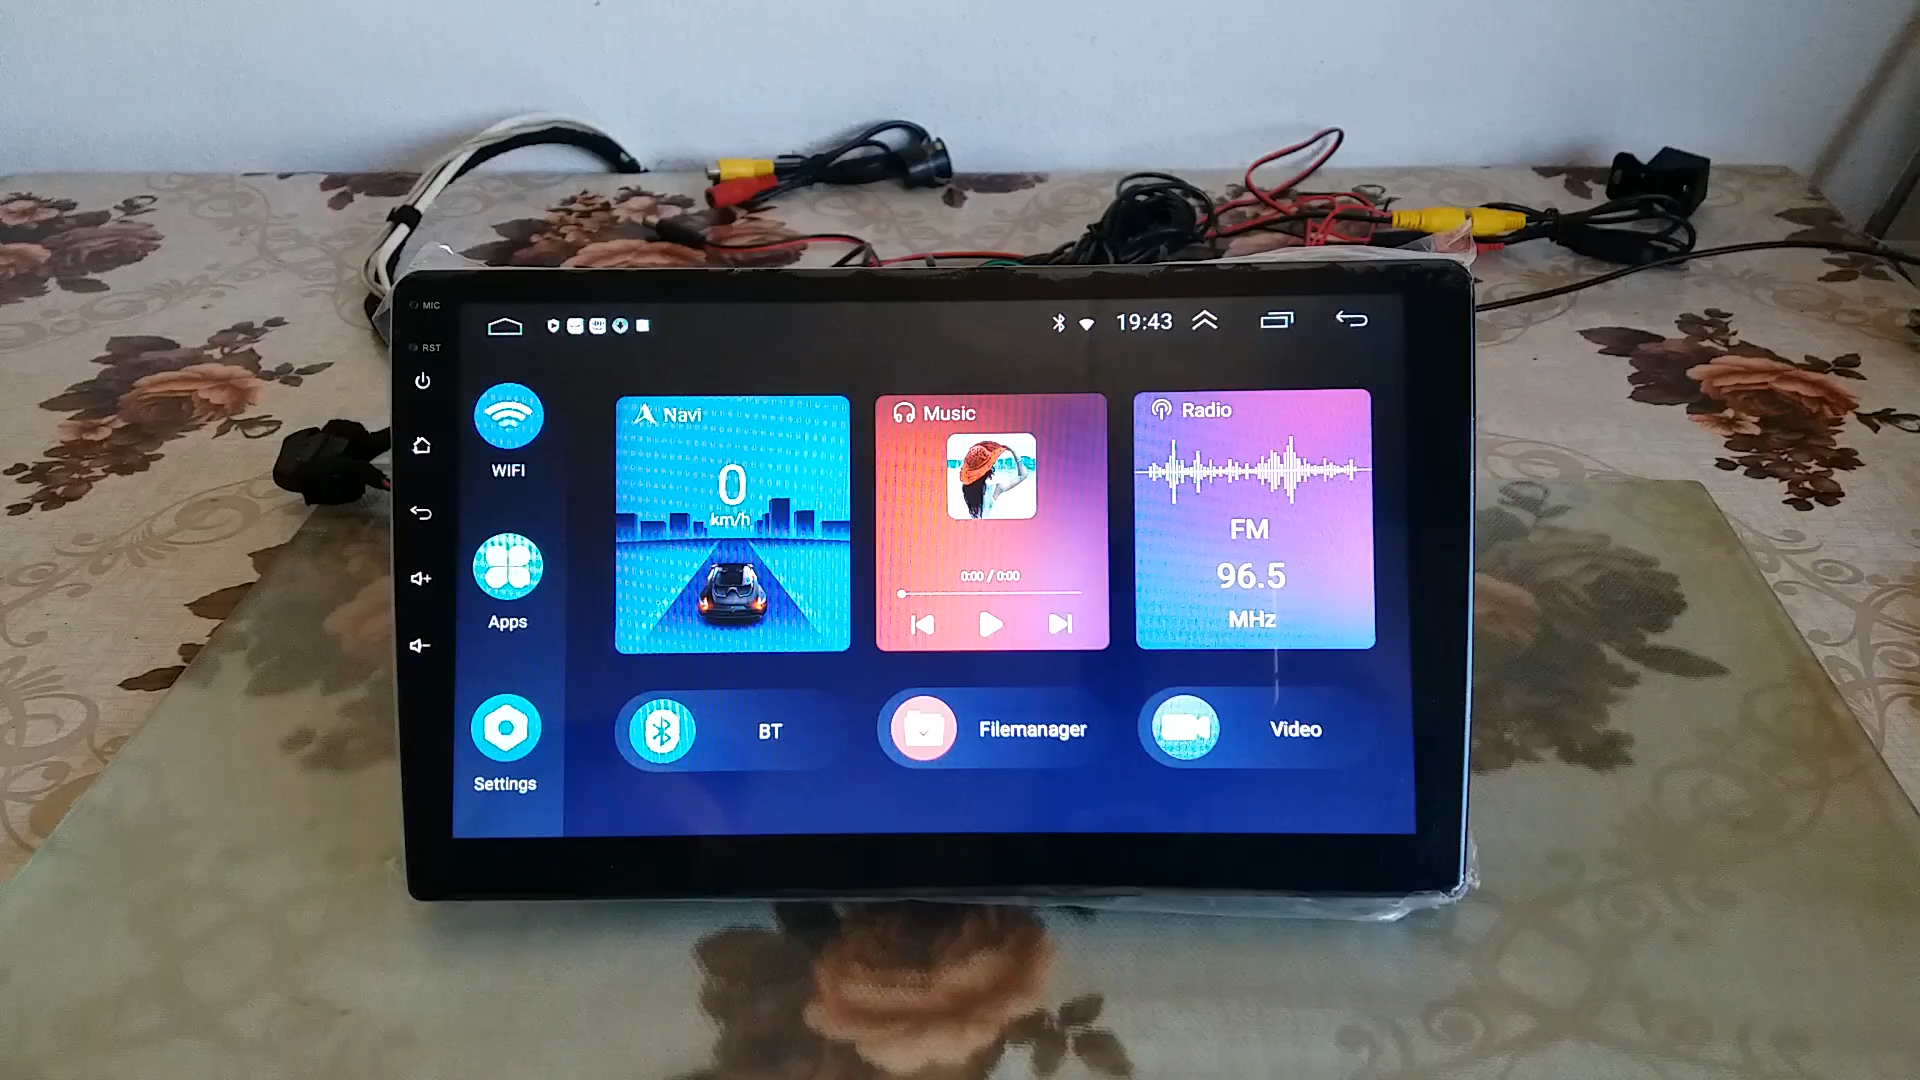 MIC
19:43
RST
Navi
Music
Radio
WIFI
0
km/h
FM
0:00 / 0:00
96.5
MHz
Apps
BT
Filemanager
Video
Settings